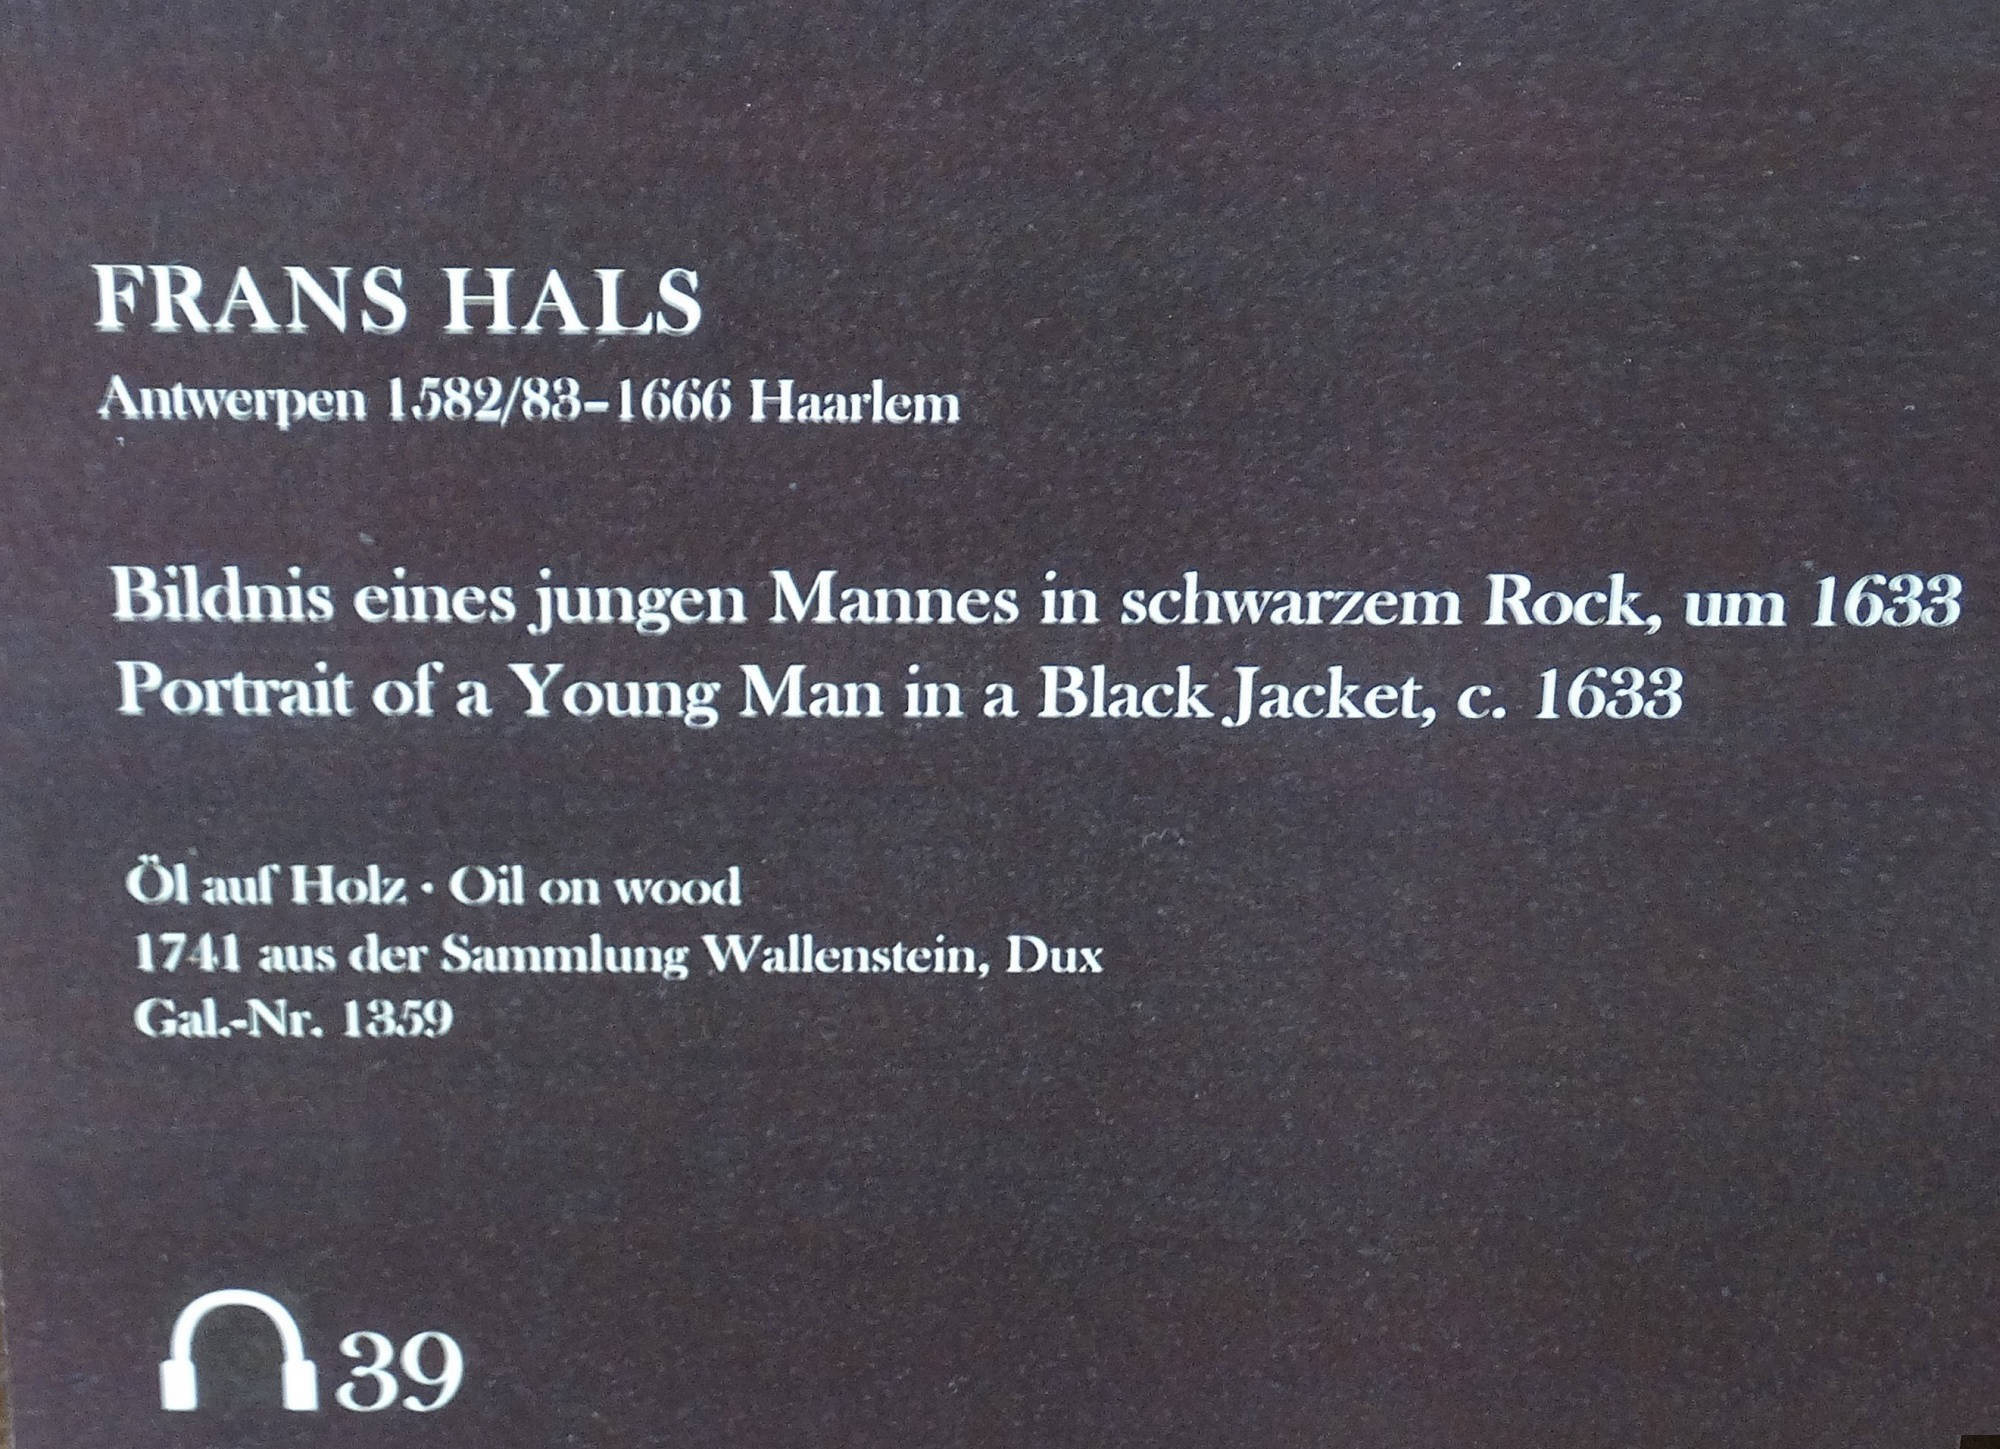 FRANS HALS
Antwerpen 1582/83–1666 Haarlem
Bildnis eines jungen Mannes in schwarzem Rock, um 1633
Portrait of a Young Man in a Black Jacket, c. 1633
Öl auf Holz · Oil on wood
1741 aus der Sammlung Wallenstein, Dux
Gal.-Nr. 1359
39